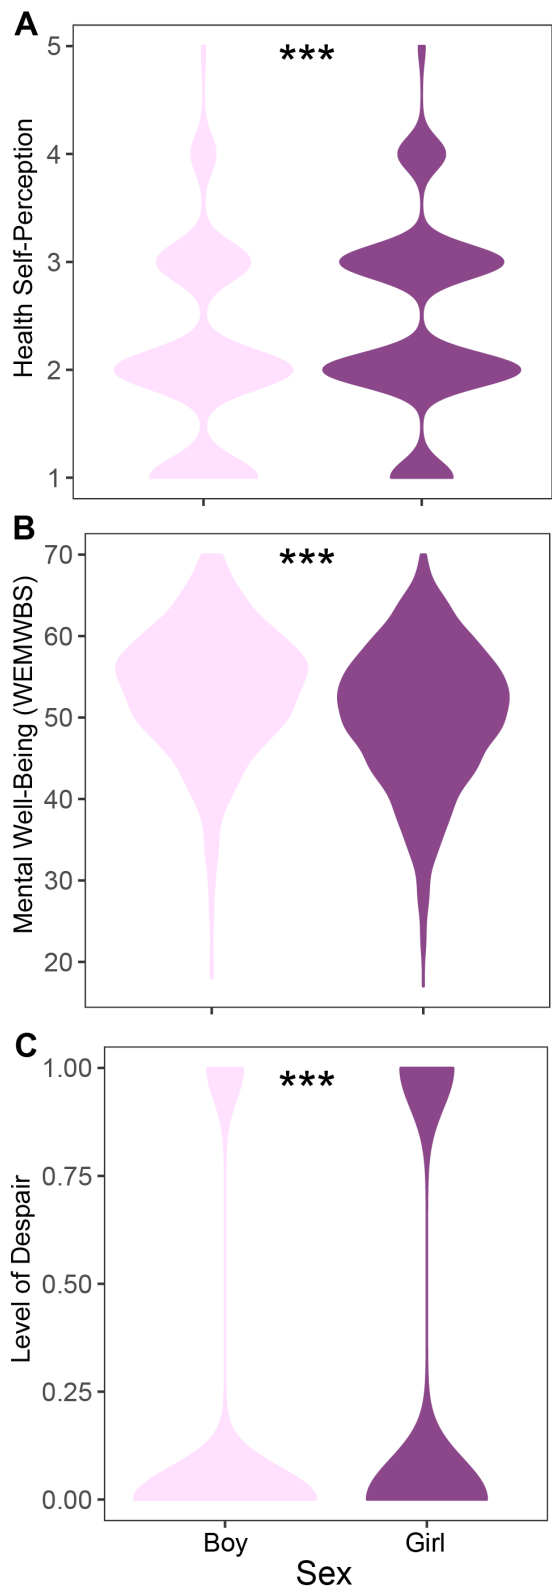 A
***
5
4
3
2
1
Health Self-Perception
B
***
70
60
50
40
30
20
Mental Well-Being (WEMWBS)
C
***
1.00
0.75
0.50
0.25
0.00
Level of Despair
Boy Girl
Sex